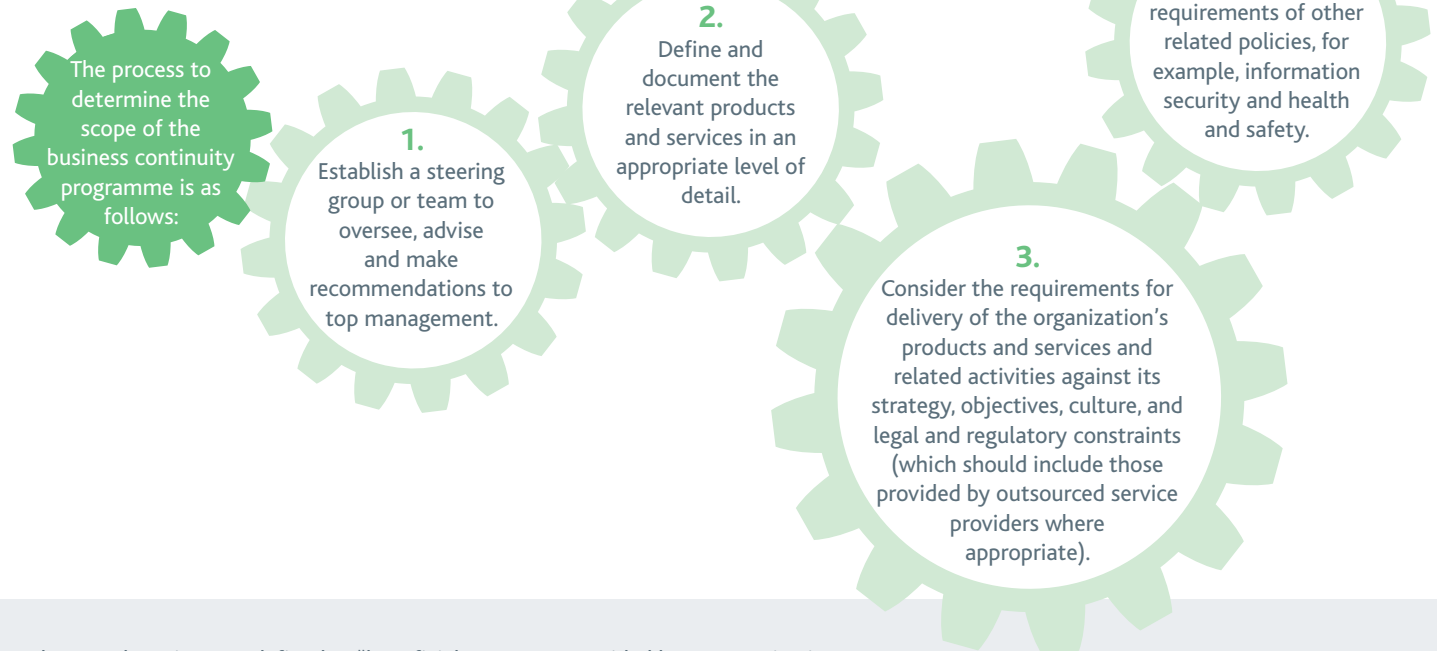 The process to
determine the
scope of the
business continuity
programme is as
follows:
1.
Establish a steering
group or team to
oversee, advise
and make
recommendations to
top management.
2.
Define and
document the
relevant products
and services in an
appropriate level of
detail.
3.
Consider the requirements for
delivery of the organization’s
products and services and
related activities against its
strategy, objectives, culture, and
legal and regulatory constraints
(which should include those
provided by outsourced service
providers where
appropriate).
requirements of other
related policies, for
example, information
security and health
and safety.